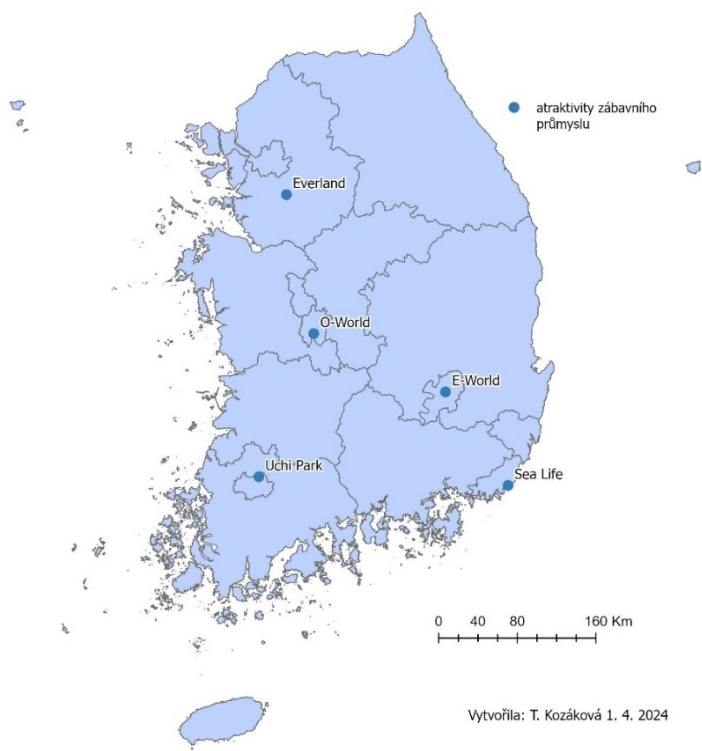 atraktivity zábavního
průmyslu
Everland
O-World
E-World
Uchi Park
Sea Life
0 40 80 160 Km
Vytvořila: T. Kozáková 1. 4. 2024